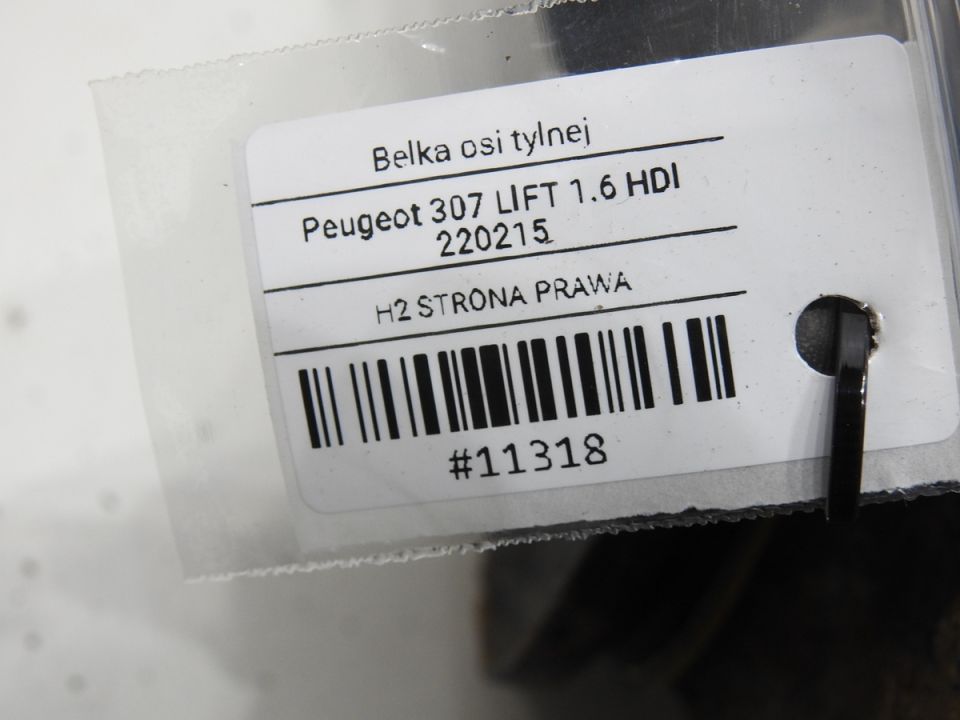 Belka osi tylnej
Peugeot 307 LIFT 1.6 HDI
220215
H2 STRONA PRAWA
#11318